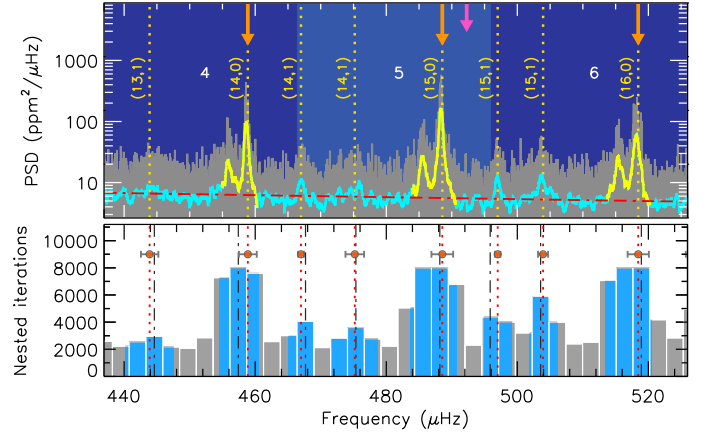 1000
100
10
PSD (ppm²/μHz)
4 5 6
(13,1) (14,0) (14,1) (14,1) (15,0) (15,1) (15,1) (16,0)
10000
8000
6000
4000
2000
0
Nested iterations
440 460 480 500 520
Frequency (μHz)